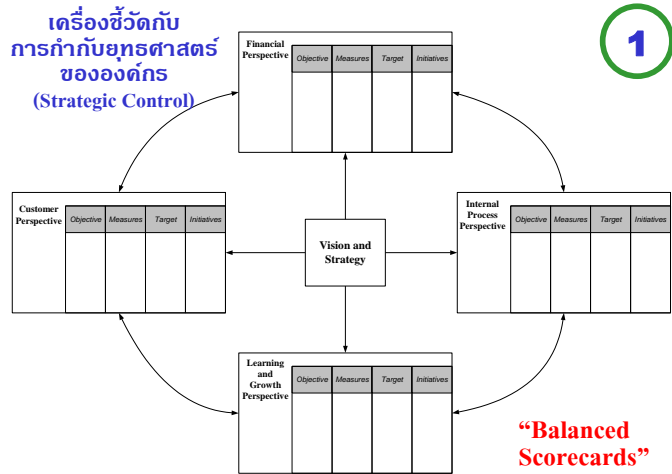 เครื่องชี้วัดกับ
การกำกับยุทธศาสตร์
ขององค์กร
(Strategic Control)
1
Financial
Perspective
Objective Measures Target Initiatives
Customer
Perspective
Objective Measures Target Initiatives
Vision and
Strategy
Internal
Process
Perspective
Objective Measures Target Initiatives
Learning
and
Growth
Perspective
Objective Measures Target Initiatives
“Balanced
Scorecards”